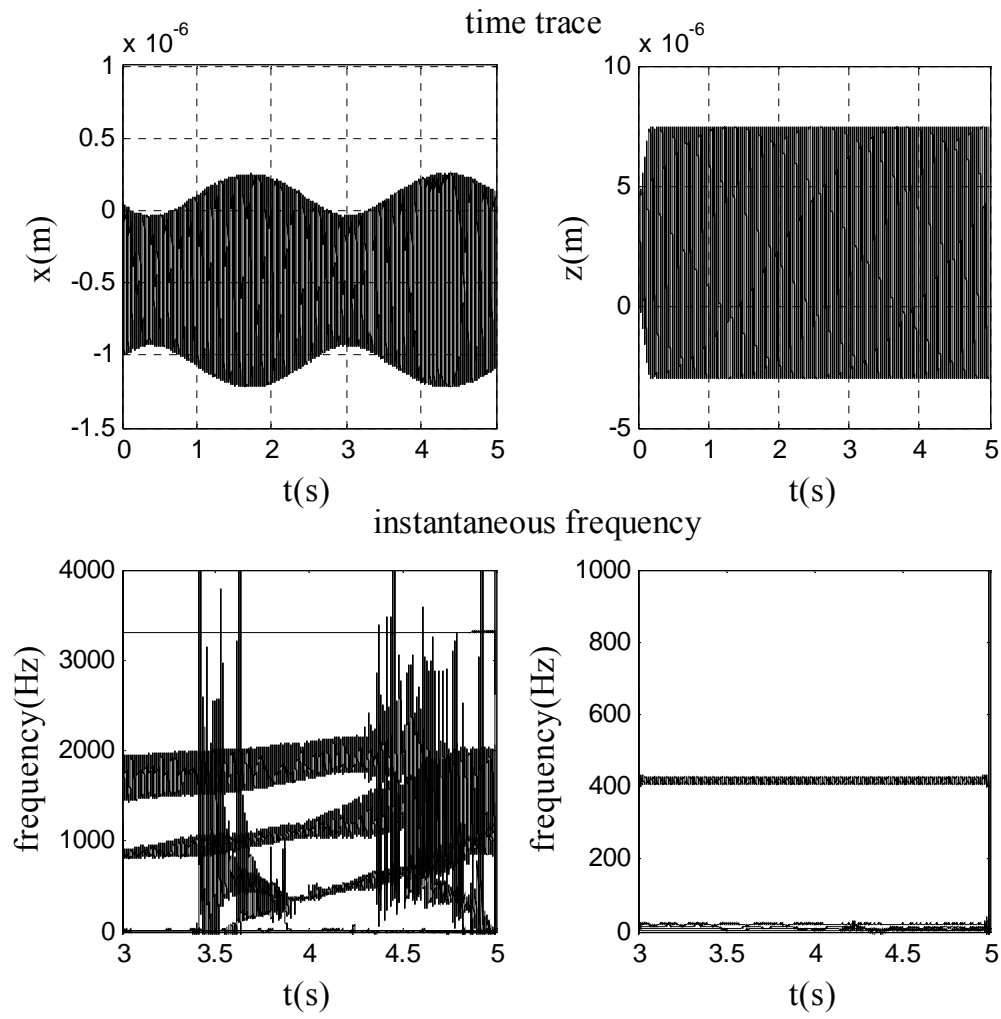 time trace
x 10^-6
x 10^-6
1
0.5
0
-0.5
-1
-1.5
x(m)
0 1 2 3 4 5
t(s)
10
5
0
-5
z(m)
0 1 2 3 4 5
t(s)
instantaneous frequency
4000
3000
2000
1000
0
frequency(Hz)
3 3.5 4 4.5 5
t(s)
1000
800
600
400
200
0
frequency(Hz)
3 3.5 4 4.5 5
t(s)